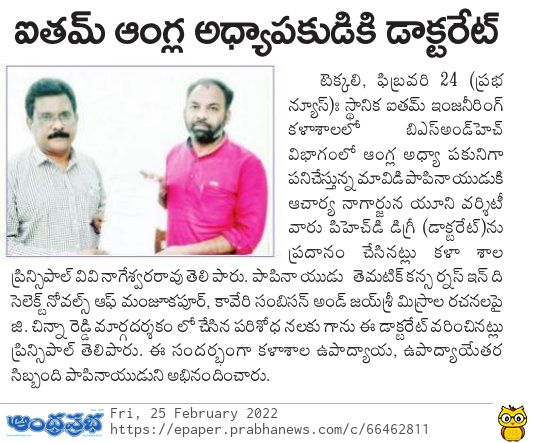 ఐతమ్ ఆంగ్ల అధ్యాపకుడికి డాక్టరేట్
టెక్కలి, ఫిబ్రవరి 24 (ప్రభ
న్యూస్): స్థానిక ఐతమ్ ఇంజనీరింగ్
కళాశాలలో బిఎస్అండ్హెచ్
విభాగంలో ఆంగ్ల అధ్యా పకునిగా
పనిచేస్తున్న మావిడి పాపినాయుడుకి
ఆచార్య నాగార్జున యూని వర్శిటీ
వారు పిహెచ్డి డిగ్రీ (డాక్టరేట్)ను
ప్రదానం చేసినట్లు కళా శాల
ప్రిన్సిపాల్ వివి నాగేశ్వరరావు తెలి పారు. పాపినా యుడు తెమటిక్ కన్స ర్నస్ ఇన్ ది
సెలెక్ట్ నోవల్స్ ఆఫ్ మంజూకపూర్, కావేరి సంబిసన్ అండ్ జయ్శ్రీ మిస్రాల రచనలపై
జి. చిన్నా రెడ్డి మార్గదర్శకం లో చేసిన పరిశోధ నలకు గాను ఈ డాక్టరేట్ వరించినట్లు
ప్రిన్సిపాల్ తెలిపారు. ఈ సందర్భంగా కళాశాల ఉపాధ్యాయ, ఉపాధ్యాయేతర
సిబ్బంది పాపినాయుడుని అభినందించారు.
ఆంధ్రప్రభ Fri, 25 February 2022
https://epaper.prabhanews.com/c/66462811